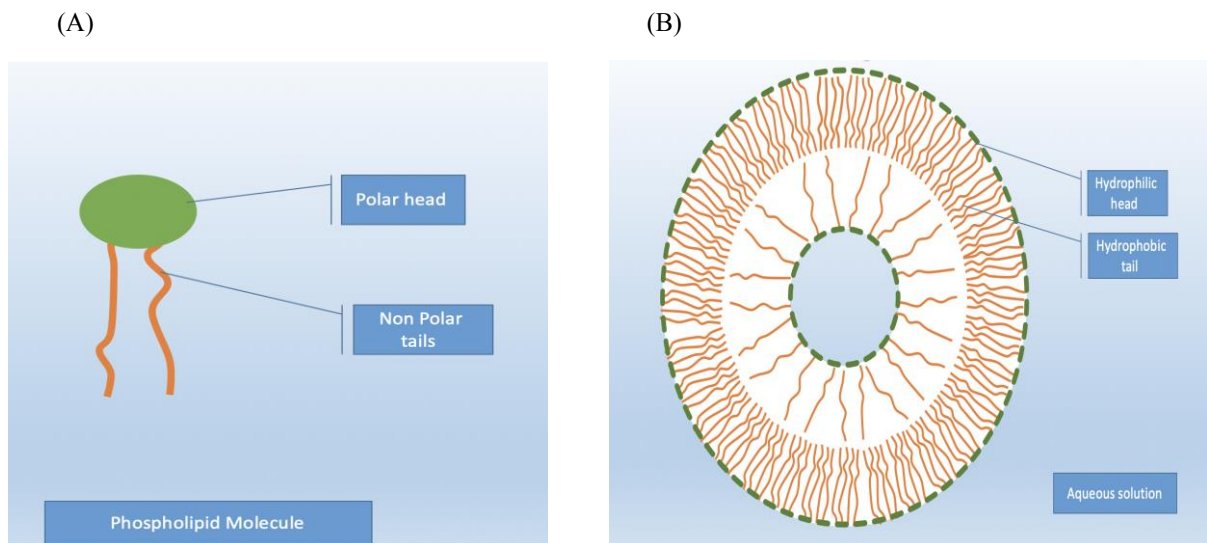 (A)
(B)
Polar head
Non Polar
tails
Phospholipid Molecule
Hydrophilic
head
Hydrophobic
tail
Aqueous solution